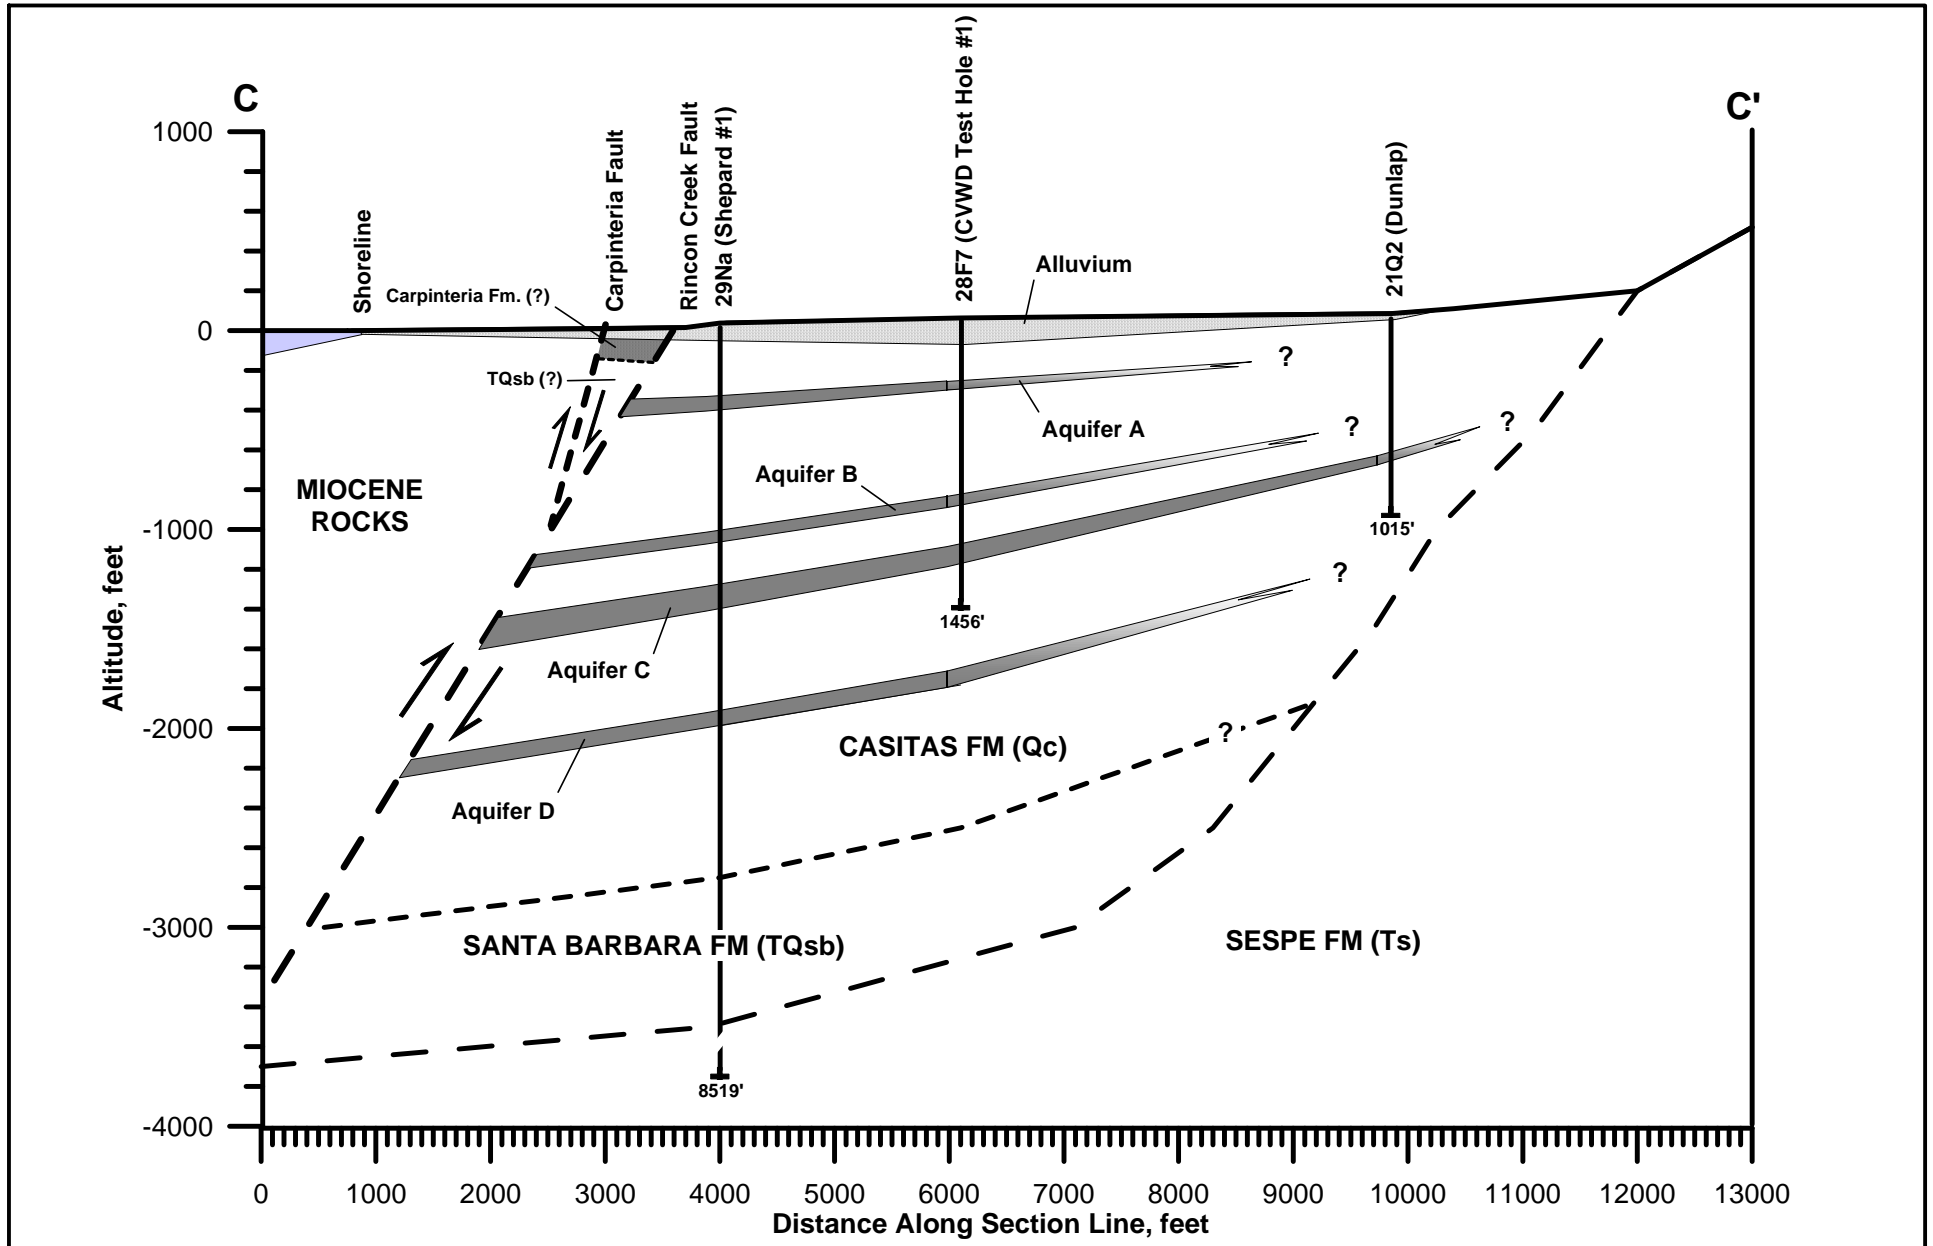 C
C'
Shoreline
Carpinteria Fault
Rincon Creek Fault
29Na (Shepard #1)
28F7 (CVWD Test Hole #1)
21Q2 (Dunlap)
Carpinteria Fm. (?)
Alluvium
TQsb (?)
?
Aquifer A
?
?
Aquifer B
MIOCENE
ROCKS
1015'
?
1456'
Aquifer C
?
CASITAS FM (Qc)
Aquifer D
SANTA BARBARA FM (TQsb)
SESPE FM (Ts)
8519'
Altitude, feet
1000
0
-1000
-2000
-3000
-4000
0 1000 2000 3000 4000 5000 6000 7000 8000 9000 10000 11000 12000 13000
Distance Along Section Line, feet